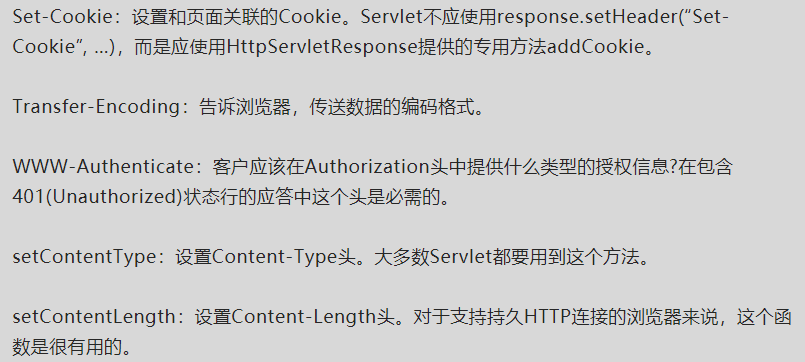 Set-Cookie：设置和页面关联的Cookie。Servlet不应使用response.setHeader(“Set-
Cookie”, …)，而是应使用HttpServletResponse提供的专用方法addCookie。
Transfer-Encoding：告诉浏览器，传送数据的编码格式。
WWW-Authenticate：客户应该在Authorization头中提供什么类型的授权信息?在包含
401(Unauthorized)状态行的应答中这个头是必需的。
setContentType：设置Content-Type头。大多数Servlet都要用到这个方法。
setContentLength：设置Content-Length头。对于支持持久HTTP连接的浏览器来说，这个函
数是很有用的。